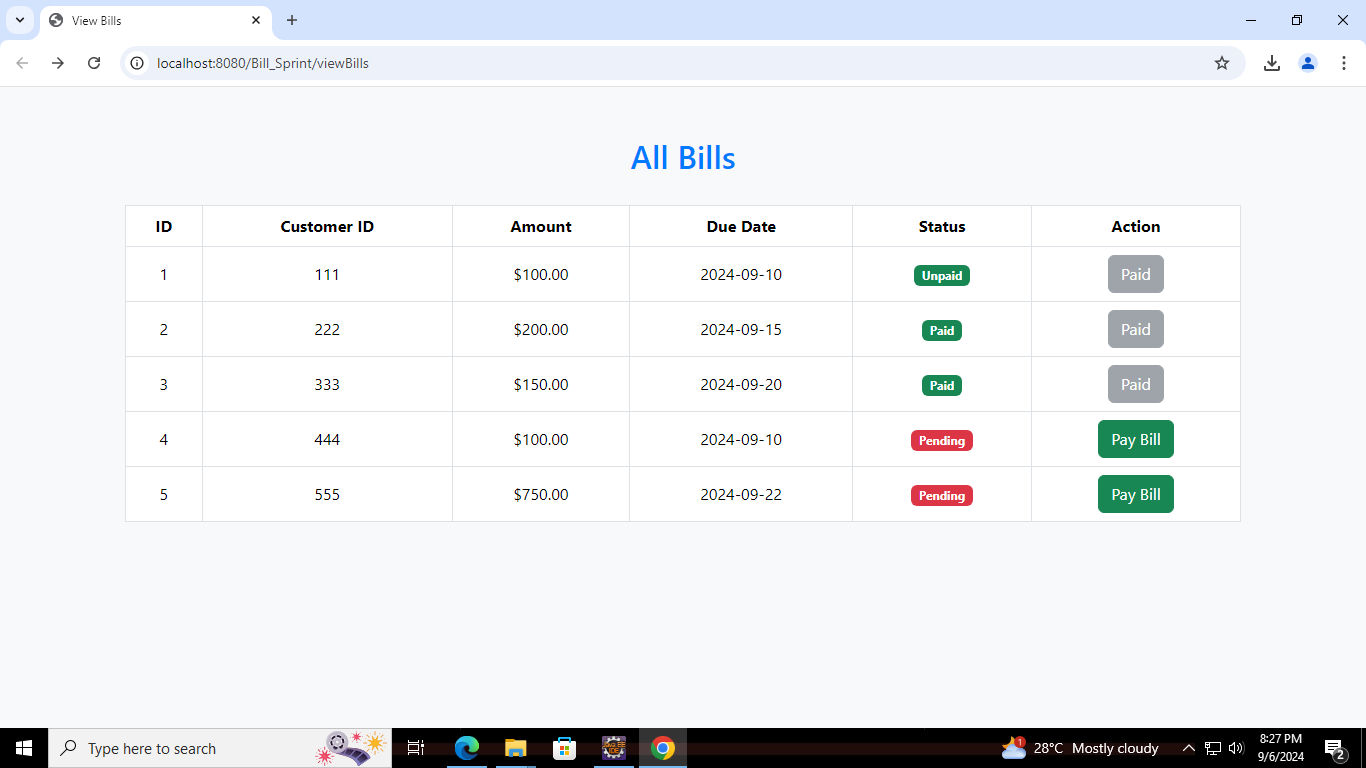 View Bills
localhost:8080/Bill_Sprint/viewBills
All Bills
ID Customer ID Amount Due Date Status Action
1 111 $100.00 2024-09-10 Unpaid Paid
2 222 $200.00 2024-09-15 Paid Paid
3 333 $150.00 2024-09-20 Paid Paid
4 444 $100.00 2024-09-10 Pending Pay Bill
5 555 $750.00 2024-09-22 Pending Pay Bill
Type here to search
1
28°C Mostly cloudy
8:27 PM
9/6/2024
2